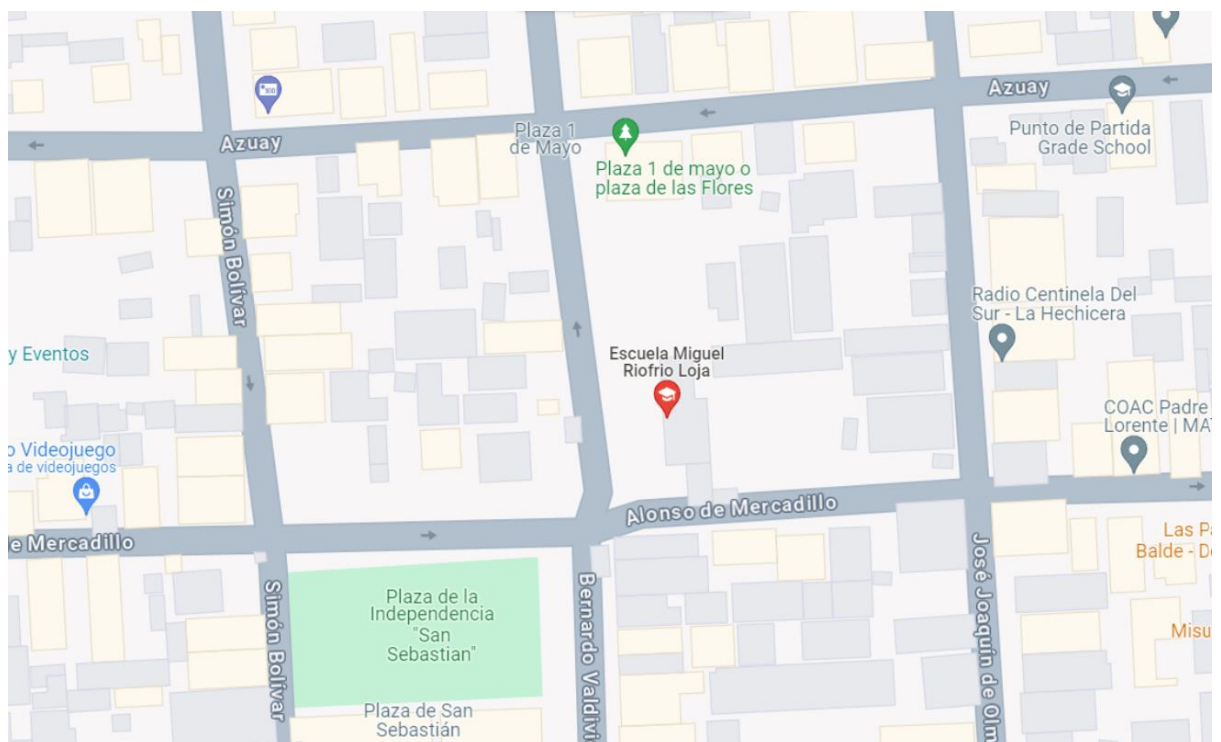 Azuay
Punto de Partida
Grade School
Azuay
Plaza 1
de Mayo
Plaza 1 de mayo o
plaza de las Flores
Simón Bolívar
Radio Centinela Del
Sur - La Hechicera
y Eventos
Escuela Miguel
Riofrio Loja
COAC Padre
Lorente | MA
o Videojuego
a de videojuegos
Alonso de Mercadillo
e Mercadillo
Las P
Balde - D
Plaza de la
Independencia
"San
Sebastian"
Simón Bolívar
Bernardo Valdivi
José Joaquín de Olm
Misu
Plaza de San
Sebastián